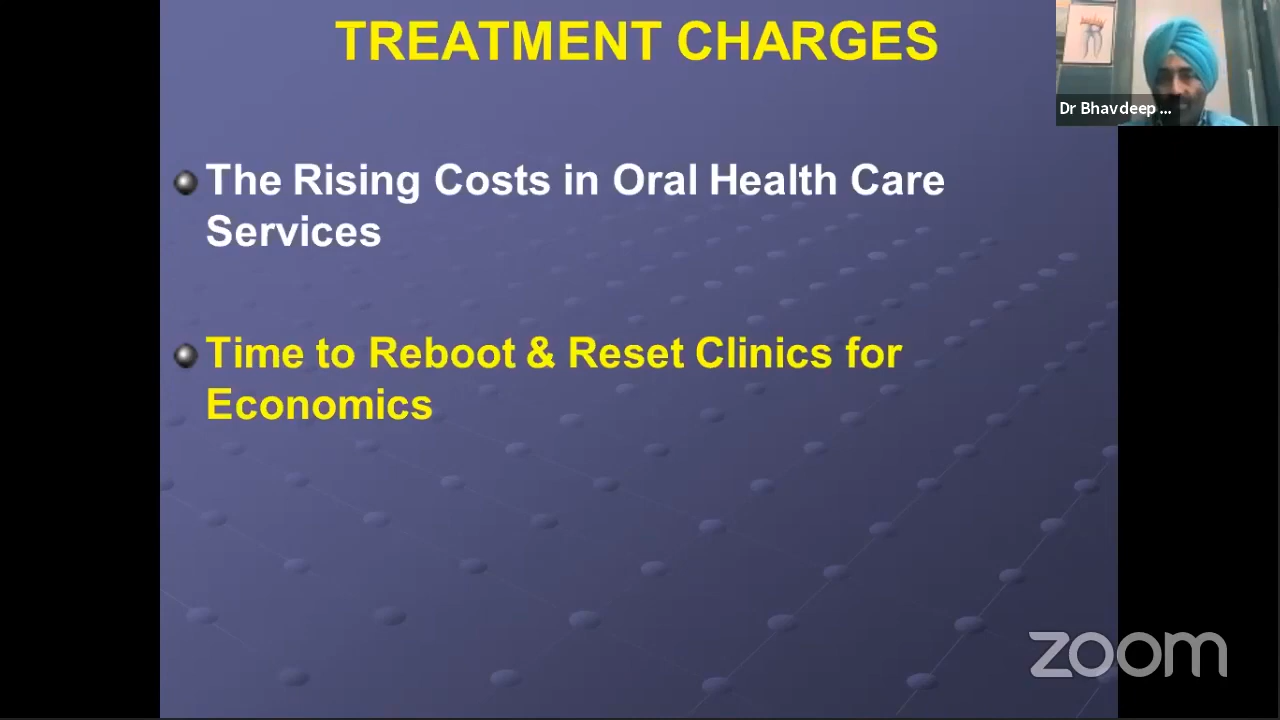 TREATMENT CHARGES
Dr Bhavdeep ...
The Rising Costs in Oral Health Care
Services
Time to Reboot & Reset Clinics for
Economics
zoom